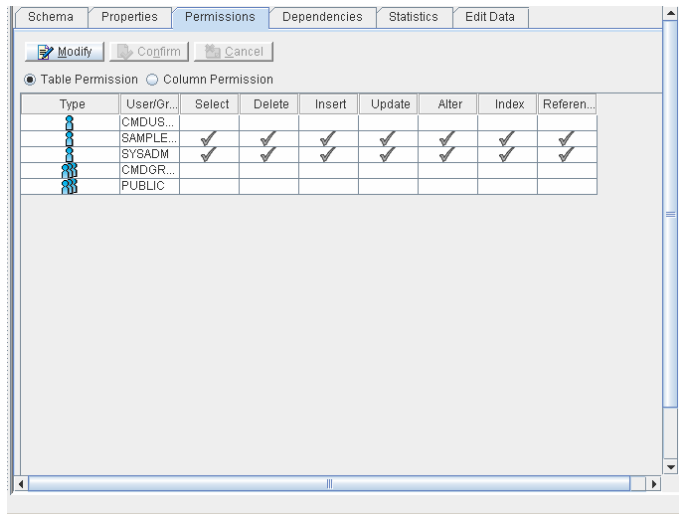 Schema Properties Permissions Dependencies Statistics Edit Data
Modify Confirm Cancel
Table Permission Column Permission
Type User/Gr... Select Delete Insert Update Alter Index Referen...
CMDUS...
SAMPLE...
SYSADM
CMDGR...
PUBLIC